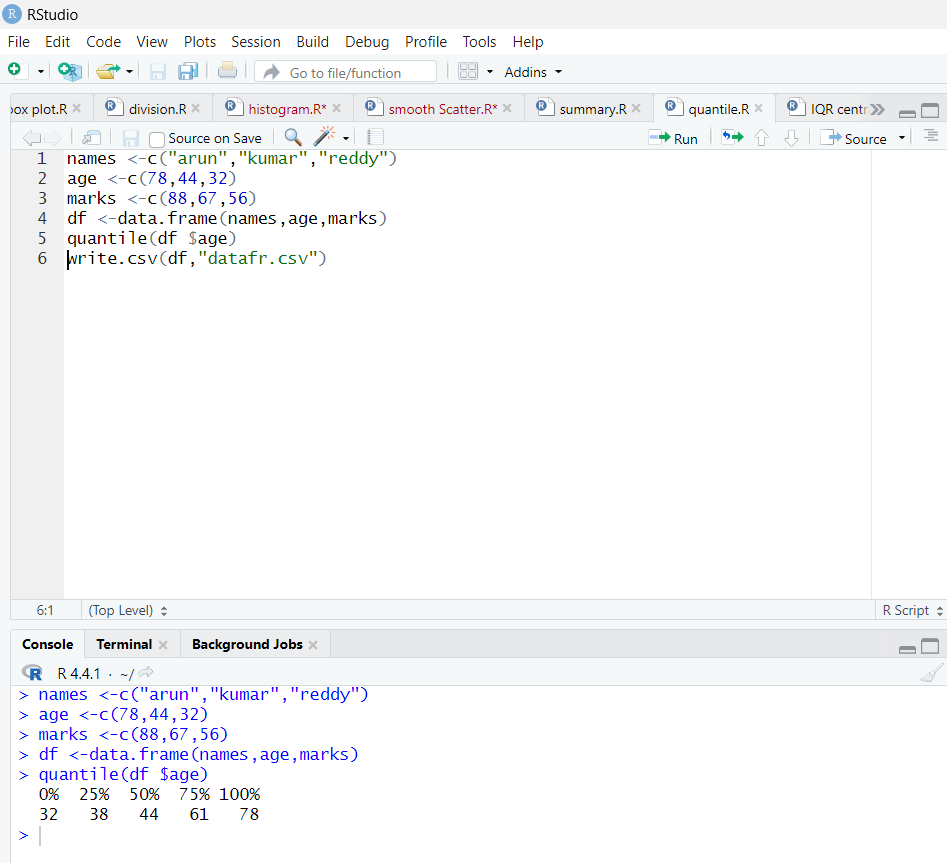 RStudio
File Edit Code View Plots Session Build Debug Profile Tools Help
Go to file/function Addins
box plot.R division.R histogram.R* smooth Scatter.R* summary.R quantile.R IQR centr
Source on Save Run Source
1 names <-c("arun","kumar","reddy")
2 age <-c(78,44,32)
3 marks <-c(88,67,56)
4 df <-data.frame(names,age,marks)
5 quantile(df $age)
6 write.csv(df,"datafr.csv")
6:1 (Top Level) R Script
Console Terminal Background Jobs
R R 4.4.1 · ~/
> names <-c("arun","kumar","reddy")
> age <-c(78,44,32)
> marks <-c(88,67,56)
> df <-data.frame(names,age,marks)
> quantile(df $age)
0% 25% 50% 75% 100%
32 38 44 61 78
>